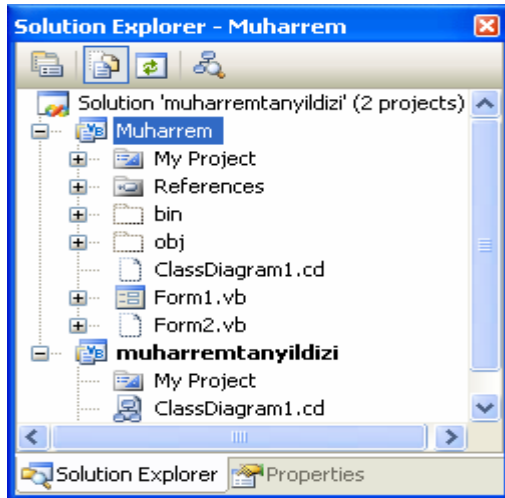 Solution Explorer - Muharrem
Solution 'muharremtanyildizi' (2 projects)
Muharrem
My Project
References
bin
obj
ClassDiagram1.cd
Form1.vb
Form2.vb
muharremtanyildizi
My Project
ClassDiagram1.cd
Solution Explorer Properties